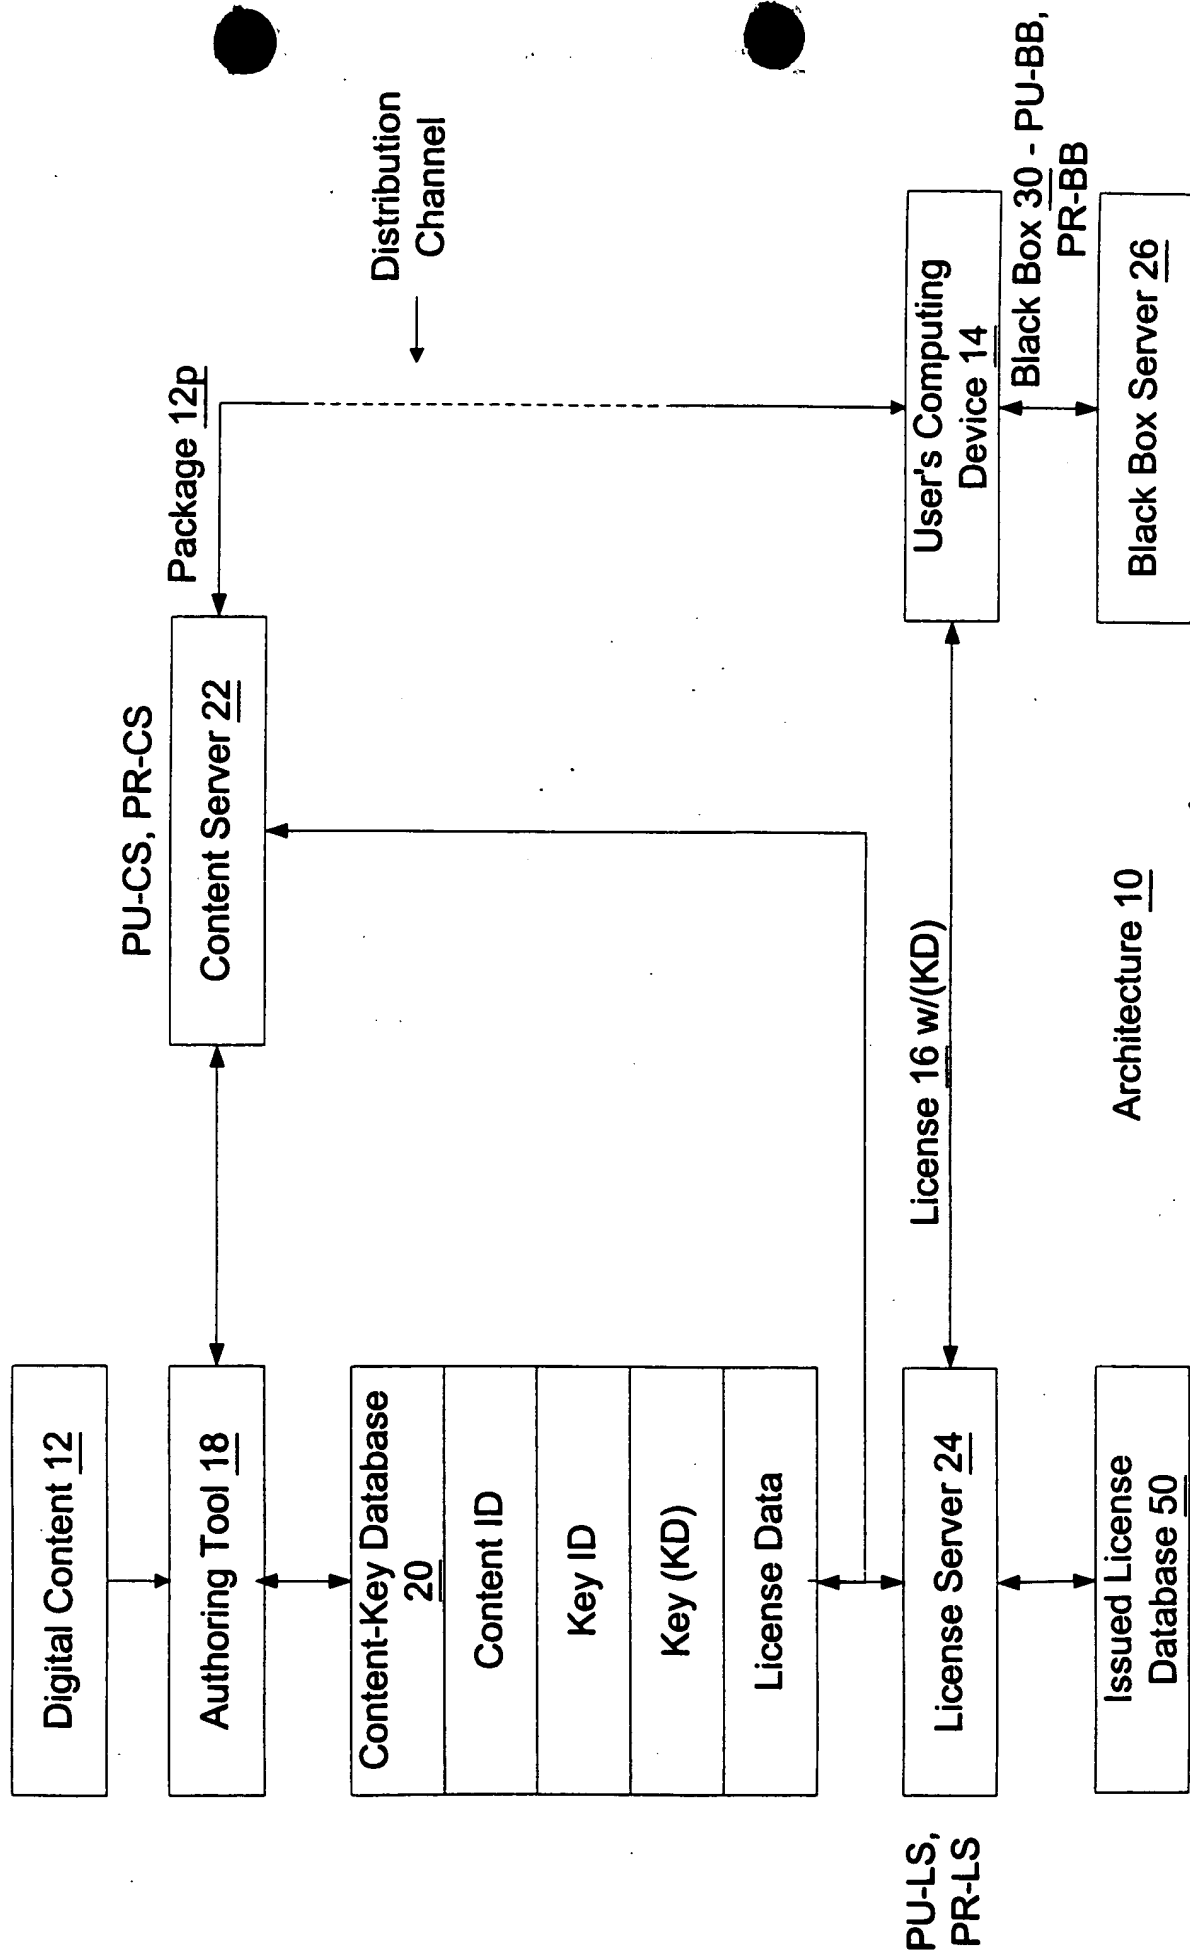 Digital Content 12
Authoring Tool 18
Content-Key Database
20
Content ID
Key ID
Key (KD)
License Data
PU-LS,
PR-LS
License Server 24
Issued License
Database 50
PU-CS, PR-CS
Content Server 22
Package 12p
Distribution
Channel
License 16 w/(KD)
User's Computing
Device 14
Black Box 30 - PU-BB,
PR-BB
Black Box Server 26
Architecture 10